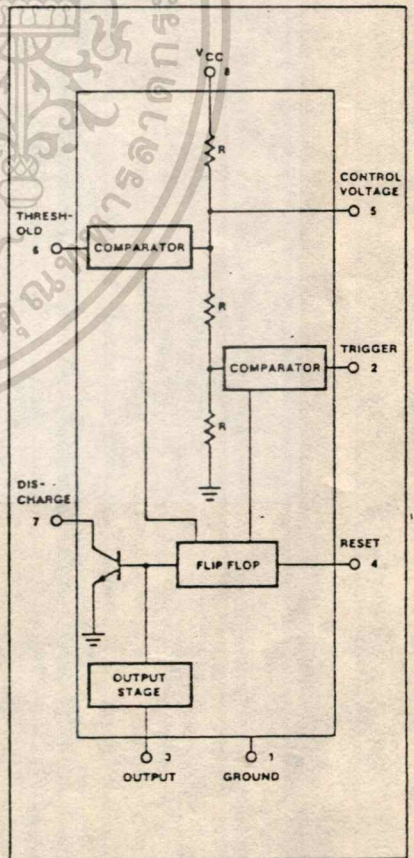 VCC
8
R
CONTROL
VOLTAGE
5
THRESH-
OLD
6
COMPARATOR
R
TRIGGER
COMPARATOR
2
R
DIS-
CHARGE
7
RESET
FLIP FLOP
4
OUTPUT
STAGE
3
1
OUTPUT
GROUND